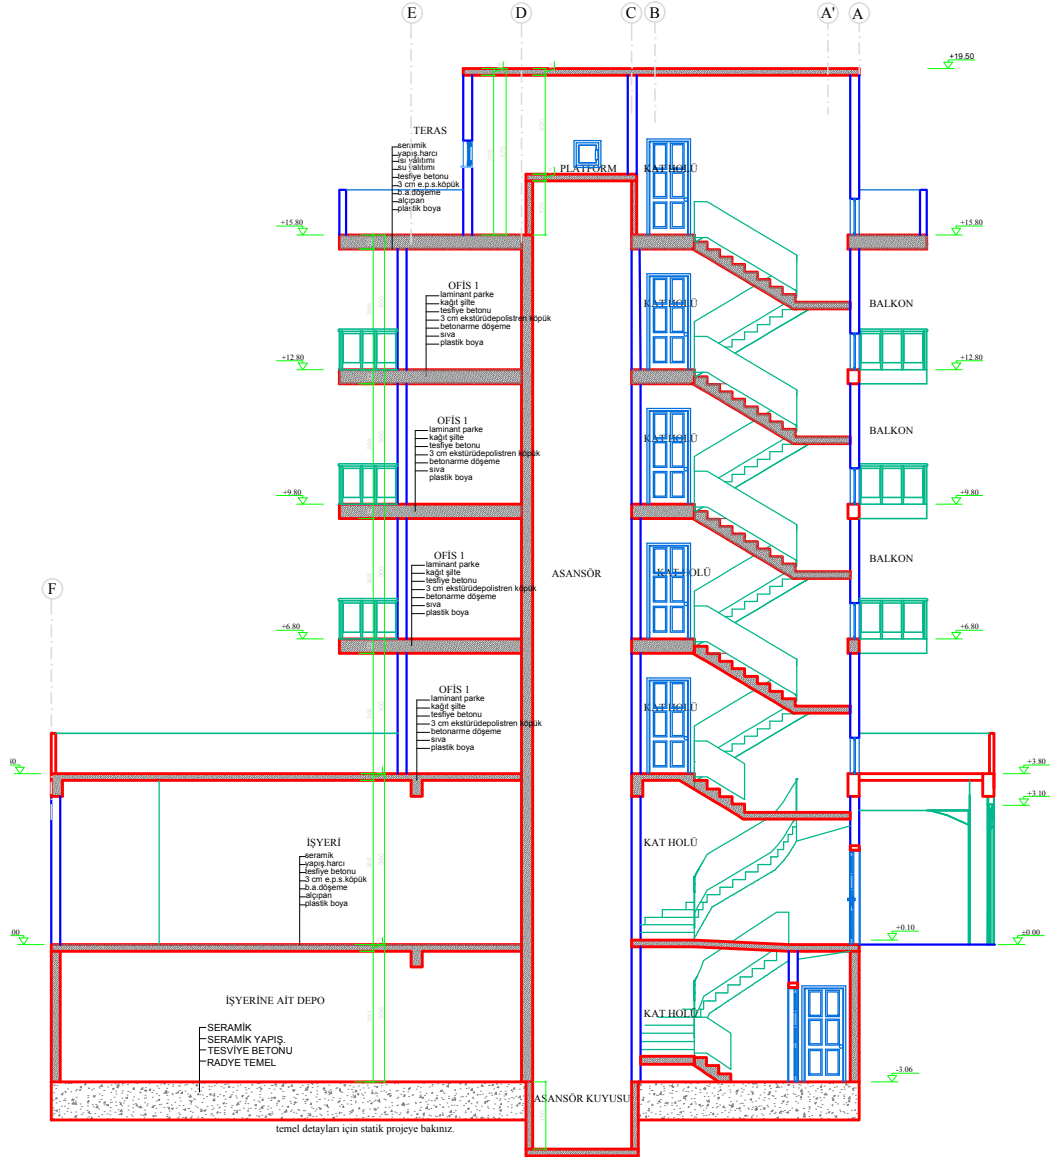 E D C B A' A
+19.50
TERAS
seramik
yapış.harcı
ısı yalıtımı
su yalıtımı
tesfiye betonu
3 cm e.p.s.köpük
b.a.döşeme
alçıpan
plastik boya
PLATFORM
KAT HOLÜ
+15.80
+15.80
OFİS 1
laminant parke
kağıt şilte
tesfiye betonu
3 cm ekstürüdepolistren köpük
betonarme döşeme
sıva
plastik boya
KAT HOLÜ
BALKON
+12.80
+12.80
OFİS 1
laminant parke
kağıt şilte
tesfiye betonu
3 cm ekstürüdepolistren köpük
betonarme döşeme
sıva
plastik boya
KAT HOLÜ
BALKON
+9.80
+9.80
OFİS 1
laminant parke
kağıt şilte
tesfiye betonu
3 cm ekstürüdepolistren köpük
betonarme döşeme
sıva
plastik boya
ASANSÖR
KAT HOLÜ
BALKON
F
+6.80
+6.80
OFİS 1
laminant parke
kağıt şilte
tesfiye betonu
3 cm ekstürüdepolistren köpük
betonarme döşeme
sıva
plastik boya
KAT HOLÜ
+3.80
+3.10
İŞYERİ
seramik
yapış.harcı
tesfiye betonu
3 cm e.p.s.köpük
b.a.döşeme
alçıpan
plastik boya
KAT HOLÜ
.00
+0.10
±0.00
İŞYERİNE AİT DEPO
SERAMİK
SERAMİK YAPIŞ.
TESVİYE BETONU
RADYE TEMEL
KAT HOLÜ
-3.06
ASANSÖR KUYUSU
temel detayları için statik projeye bakınız.